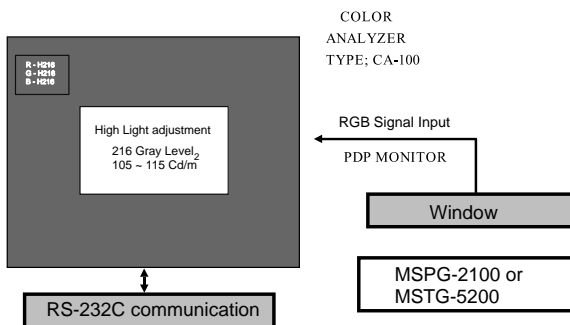 COLOR
ANALYZER
TYPE; CA-100
R - H216
G - H216
B - H216
High Light adjustment
216 Gray Level
105 ~ 115 Cd/m2
RGB Signal Input
PDP MONITOR
Window
MSPG-2100 or
MSTG-5200
RS-232C communication